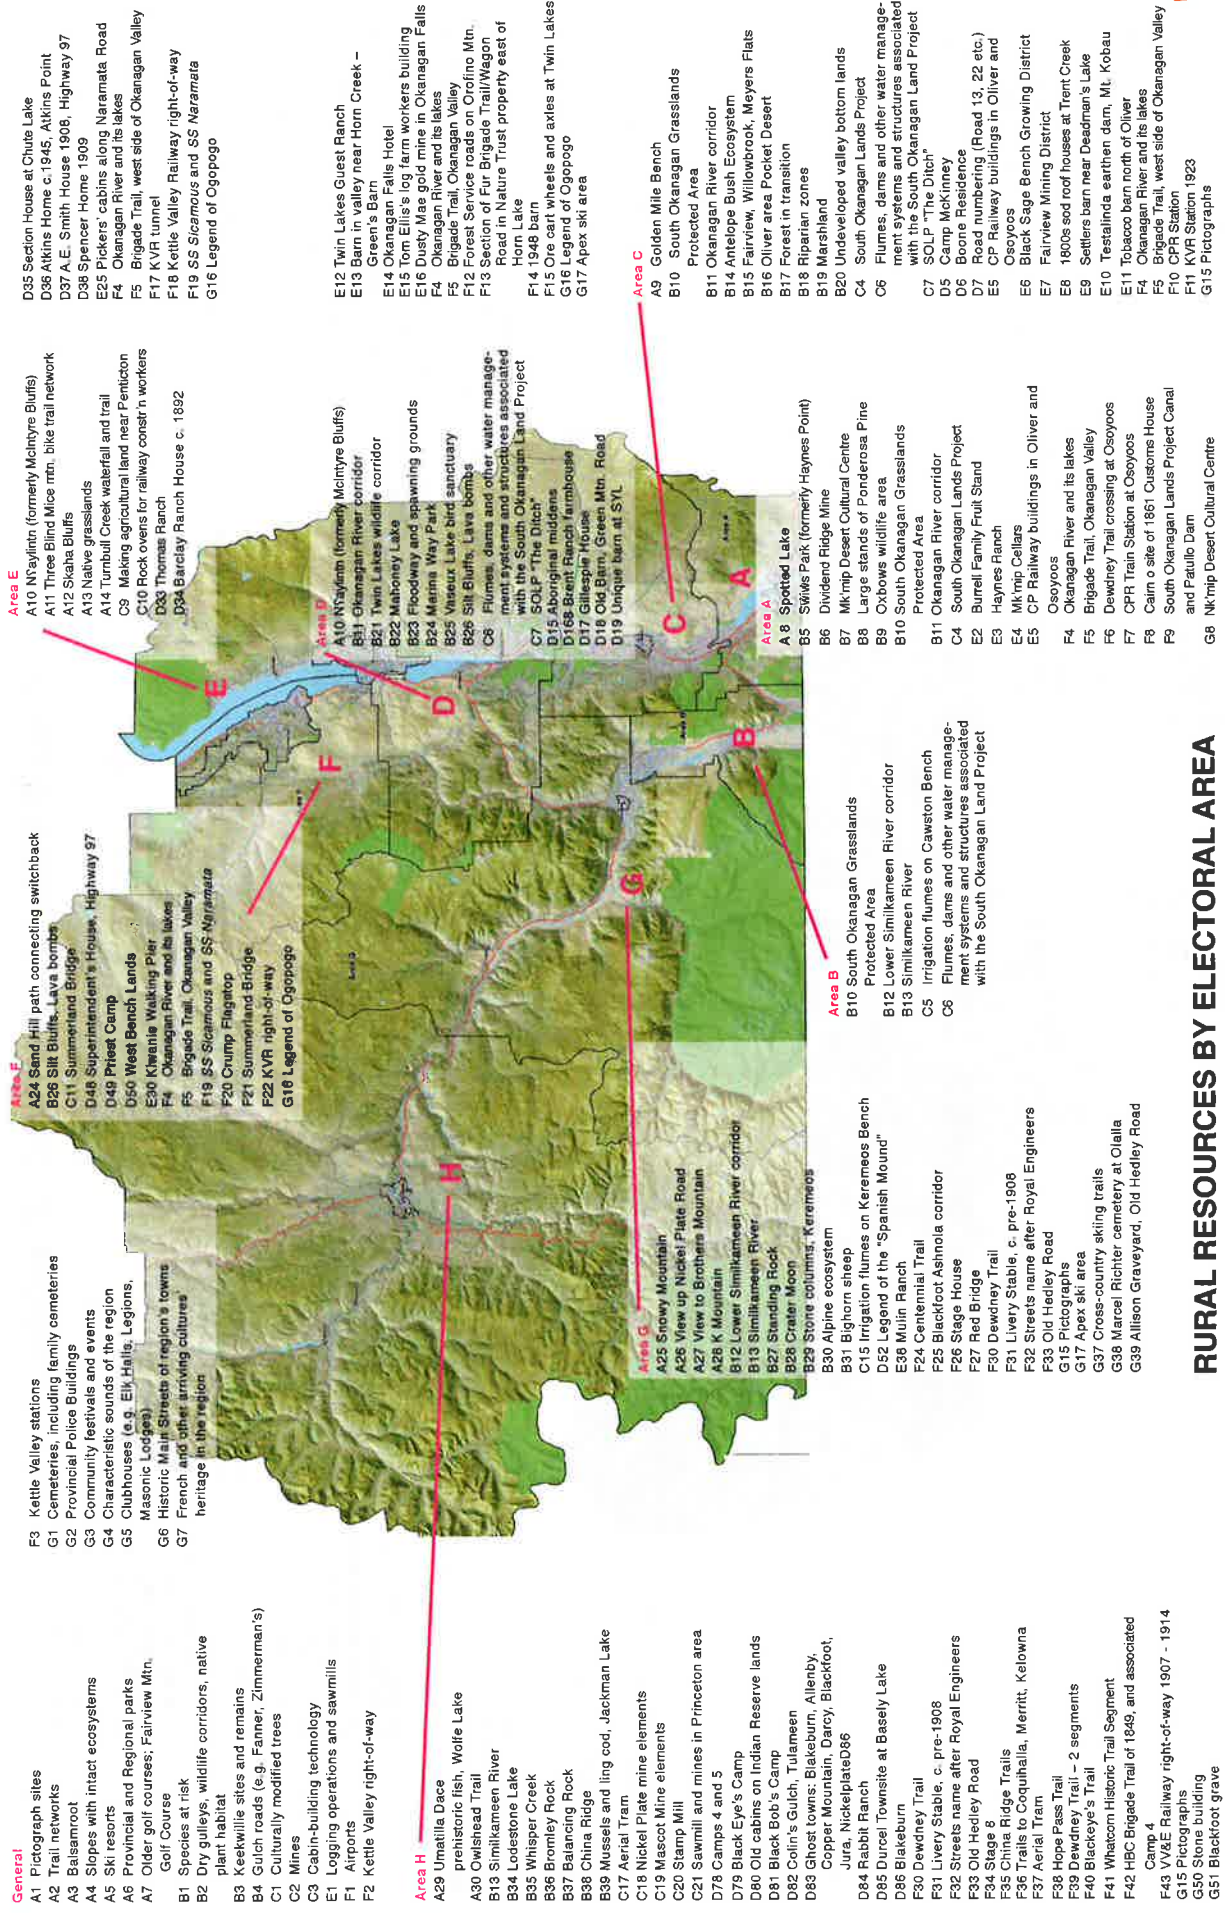 General
A1 Pictograph sites
A2 Trail networks
A3 Balsamroot
A4 Slopes with intact ecosystems
A5 Ski resorts
A6 Provincial and Regional parks
A7 Older golf courses; Fairview Mtn.
Golf Course
B1 Species at risk
B2 Dry gulleys, wildlife corridors, native
plant habitat
B3 Keekwillie sites and remains
B4 Gulch roads (e.g. Fanner, Zimmerman's)
C1 Culturally modified trees
C2 Mines
C3 Cabin-building technology
E1 Logging operations and sawmills
F1 Airports
F2 Kettle Valley right-of-way
F3 Kettle Valley stations
G1 Cemeteries, including family cemeteries
G2 Provincial Police Buildings
G3 Community festivals and events
G4 Characteristic sounds of the region
G5 Clubhouses (e.g. Elk Halls, Legions,
Masonic Lodges)
G6 Historic Main Streets of region's towns
G7 French and other arriving cultures'
heritage in the region
Area F
A24 Sand Hill path connecting switchback
B26 Silt Bluffs, Lava bombs
C11 Summerland Bridge
D48 Superintendent's House, Highway 97
D49 Priest Camp
D50 West Bench Lands
E30 Kiwanis Walking Pier
F4 Okanagan River and its lakes
F5 Brigade Trail, Okanagan Valley
F19 SS Sicamous and SS Naramata
F20 Crump Flagstop
F21 Summerland Bridge
F22 KVR right-of-way
G16 Legend of Ogopogo
Area E
A10 N'Vaylintn (formerly McIntyre Bluffs)
A11 Three Blind Mice mtn. bike trail network
A12 Skaha Bluffs
A13 Native grasslands
A14 Turnbull Creek waterfall and trail
C9 Making agricultural land near Penticton
C10 Rock ovens for railway constr'n workers
D33 Thomas Ranch
D34 Barclay Ranch House c. 1892
D35 Section House at Chute Lake
D36 Atkins Home c.1945, Atkins Point
D37 A.E. Smith House 1908, Highway 97
D38 Spencer Home 1909
E25 Pickers' cabins along Naramata Road
F4 Okanagan River and its lakes
F5 Brigade Trail, west side of Okanagan Valley
F17 KVR tunnel
F18 Kettle Valley Railway right-of-way
F19 SS Sicamous and SS Naramata
G16 Legend of Ogopogo
Area D
A10 N'Vaylintn (formerly McIntyre Bluffs)
B11 Okanagan River corridor
B21 Twin Lakes wildlife corridor
B22 Mahoney Lake
B23 Floodway and spawning grounds
B24 Marina Way Park
B25 Vaseux Lake bird sanctuary
B26 Silt Bluffs, Lava bombs
C6 Flumes, dams and other water manage-
ment systems and structures associated
with the South Okanagan Land Project
C7 SOLP "The Ditch"
D15 Aboriginal middens
D16B Brent Ranch farmhouse
D17 Gillespie House
D18 Old Barn, Green Mtn. Road
D19 Unique barn at SYL
E12 Twin Lakes Guest Ranch
E13 Barn in valley near Horn Creek –
Green's Barn
E14 Okanagan Falls Hotel
E15 Tom Ellis's log farm workers building
E16 Dusty Mae gold mine in Okanagan Falls
F4 Okanagan River and its lakes
F5 Brigade Trail, Okanagan Valley
F12 Forest Service roads on Orofino Mtn.
F13 Section of Fur Brigade Trail/Wagon
Road in Nature Trust property east of
Horn Lake
F14 1948 barn
F15 Ore cart wheels and axles at Twin Lakes
G16 Legend of Ogopogo
G17 Apex ski area
Area C
A9 Golden Mile Bench
B10 South Okanagan Grasslands
Protected Area
B11 Okanagan River corridor
B14 Antelope Bush Ecosystem
B15 Fairview, Willowbrook, Meyers Flats
B16 Oliver area Pocket Desert
B17 Forest in transition
B18 Riparian zones
B19 Marshland
B20 Undeveloped valley bottom lands
C4 South Okanagan Lands Project
C6 Flumes, dams and other water manage-
ment systems and structures associated
with the South Okanagan Land Project
C7 SOLP "The Ditch"
D5 Camp McKinney
D6 Boone Residence
D7 Road numbering (Road 13, 22 etc.)
E5 CP Railway buildings in Oliver and
Osoyoos
E6 Black Sage Bench Growing District
E7 Fairview Mining District
E8 1800s sod roof houses at Trent Creek
E9 Settlers barn near Deadman's Lake
E10 Testalinda earthen dam, Mt. Kobau
E11 Tobacco barn north of Oliver
F4 Okanagan River and its lakes
F5 Brigade Trail, west side of Okanagan Valley
F10 CPR Station
F11 KVR Station 1923
G15 Pictographs
Area A
A 8 Spotted Lake
B5 SwiWs Park (formerly Haynes Point)
B6 Dividend Ridge Mine
B7 Mk'mip Desert Cultural Centre
B8 Large stands of Ponderosa Pine
B9 Oxbows wildlife area
B10 South Okanagan Grasslands
Protected Area
B11 Okanagan River corridor
C4 South Okanagan Lands Project
E2 Burrell Family Fruit Stand
E3 Haynes Ranch
E4 Mk'mip Cellars
E5 CP Railway buildings in Oliver and
Osoyoos
F4 Okanagan River and its lakes
F5 Brigade Trail, Okanagan Valley
F6 Dewdney Trail crossing at Osoyoos
F7 CPR Train Station at Osoyoos
F8 Cairn o site of 1861 Customs House
F9 South Okanagan Lands Project Canal
and Patullo Dam
G8 Nk'mip Desert Cultural Centre
Area B
B10 South Okanagan Grasslands
Protected Area
B12 Lower Similkameen River corridor
B13 Similkameen River
C5 Irrigation flumes on Cawston Bench
C6 Flumes, dams and other water manage-
ment systems and structures associated
with the South Okanagan Land Project
Area G
A25 Snowy Mountain
A26 View up Nickel Plate Road
A27 View to Brothers Mountain
A28 K Mountain
B12 Lower Similkameen River corridor
B13 Similkameen River
B27 Standing Rock
B28 Crater Moon
B29 Stone columns, Keremeos
B30 Alpine ecosystem
B31 Bighorn sheep
C15 Irrigation flumes on Keremeos Bench
D52 Legend of the "Spanish Mound"
E38 Mulin Ranch
F24 Centennial Trail
F25 Blackfoot Ashnola corridor
F26 Stage House
F27 Red Bridge
F30 Dewdney Trail
F31 Livery Stable, c. pre-1908
F32 Streets name after Royal Engineers
F33 Old Hedley Road
G15 Pictographs
G17 Apex ski area
G37 Cross-country skiing trails
G38 Marcel Richter cemetery at Olalla
G39 Allison Graveyard, Old Hedley Road
Area H
A29 Umatilla Dace
prehistoric fish, Wolfe Lake
A30 Owlshead Trail
B13 Similkameen River
B34 Lodestone Lake
B35 Whisper Creek
B36 Bromley Rock
B37 Balancing Rock
B38 China Ridge
B39 Mussels and ling cod, Jackman Lake
C17 Aerial Tram
C18 Nickel Plate mine elements
C19 Mascot Mine elements
C20 Stamp Mill
C21 Sawmill and mines in Princeton area
D78 Camps 4 and 5
D79 Black Eye's Camp
D80 Old cabins on Indian Reserve lands
D81 Black Bob's Camp
D82 Colin's Gulch, Tulameen
D83 Ghost towns: Blakeburn, Allenby,
Copper Mountain, Darcy, Blackfoot,
Jura, NickelplateD86
D84 Rabbit Ranch
D85 Durcel Townsite at Basely Lake
D86 Blakeburn
F30 Dewdney Trail
F31 Livery Stable, c. pre-1908
F32 Streets name after Royal Engineers
F33 Old Hedley Road
F34 Stage 8
F35 China Ridge Trails
F36 Trails to Coquihalla, Merritt, Kelowna
F37 Aerial Tram
F38 Hope Pass Trail
F39 Dewdney Trail – 2 segments
F40 Blackeye's Trail
F41 Whatcom Historic Trail Segment
F42 HBC Brigade Trail of 1849, and associated
Camp 4
F43 VV&E Railway right-of-way 1907 - 1914
G15 Pictographs
G50 Stone building
G51 Blackfoot grave
E
F
D
C
A
B
G
H
RURAL RESOURCES BY ELECTORAL AREA